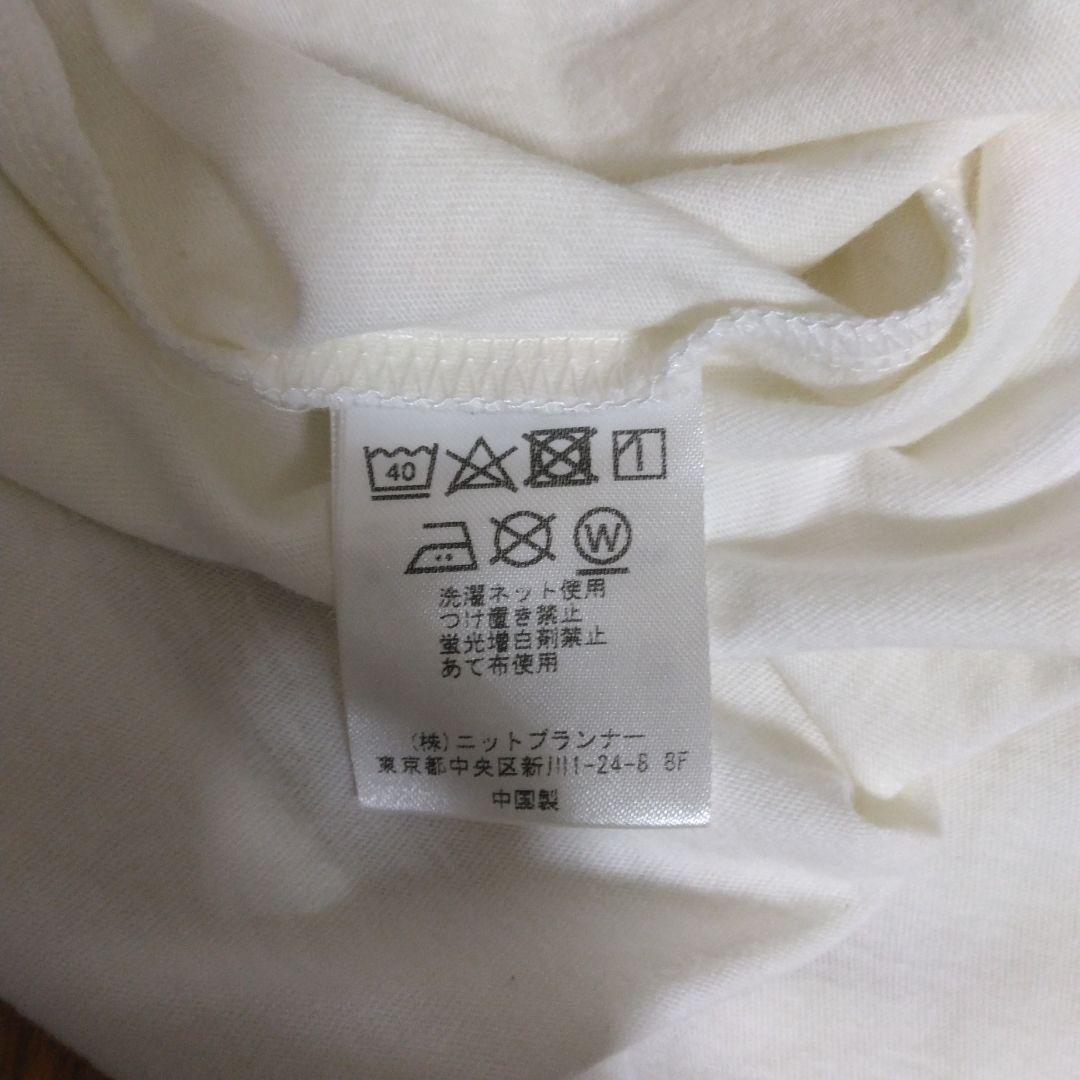 40
W
洗濯ネット使用
つけ置き禁止
蛍光増白剤禁止
あて布使用
(株)ニットプランナー
東京都中央区新川1-24-8 8F
中国製